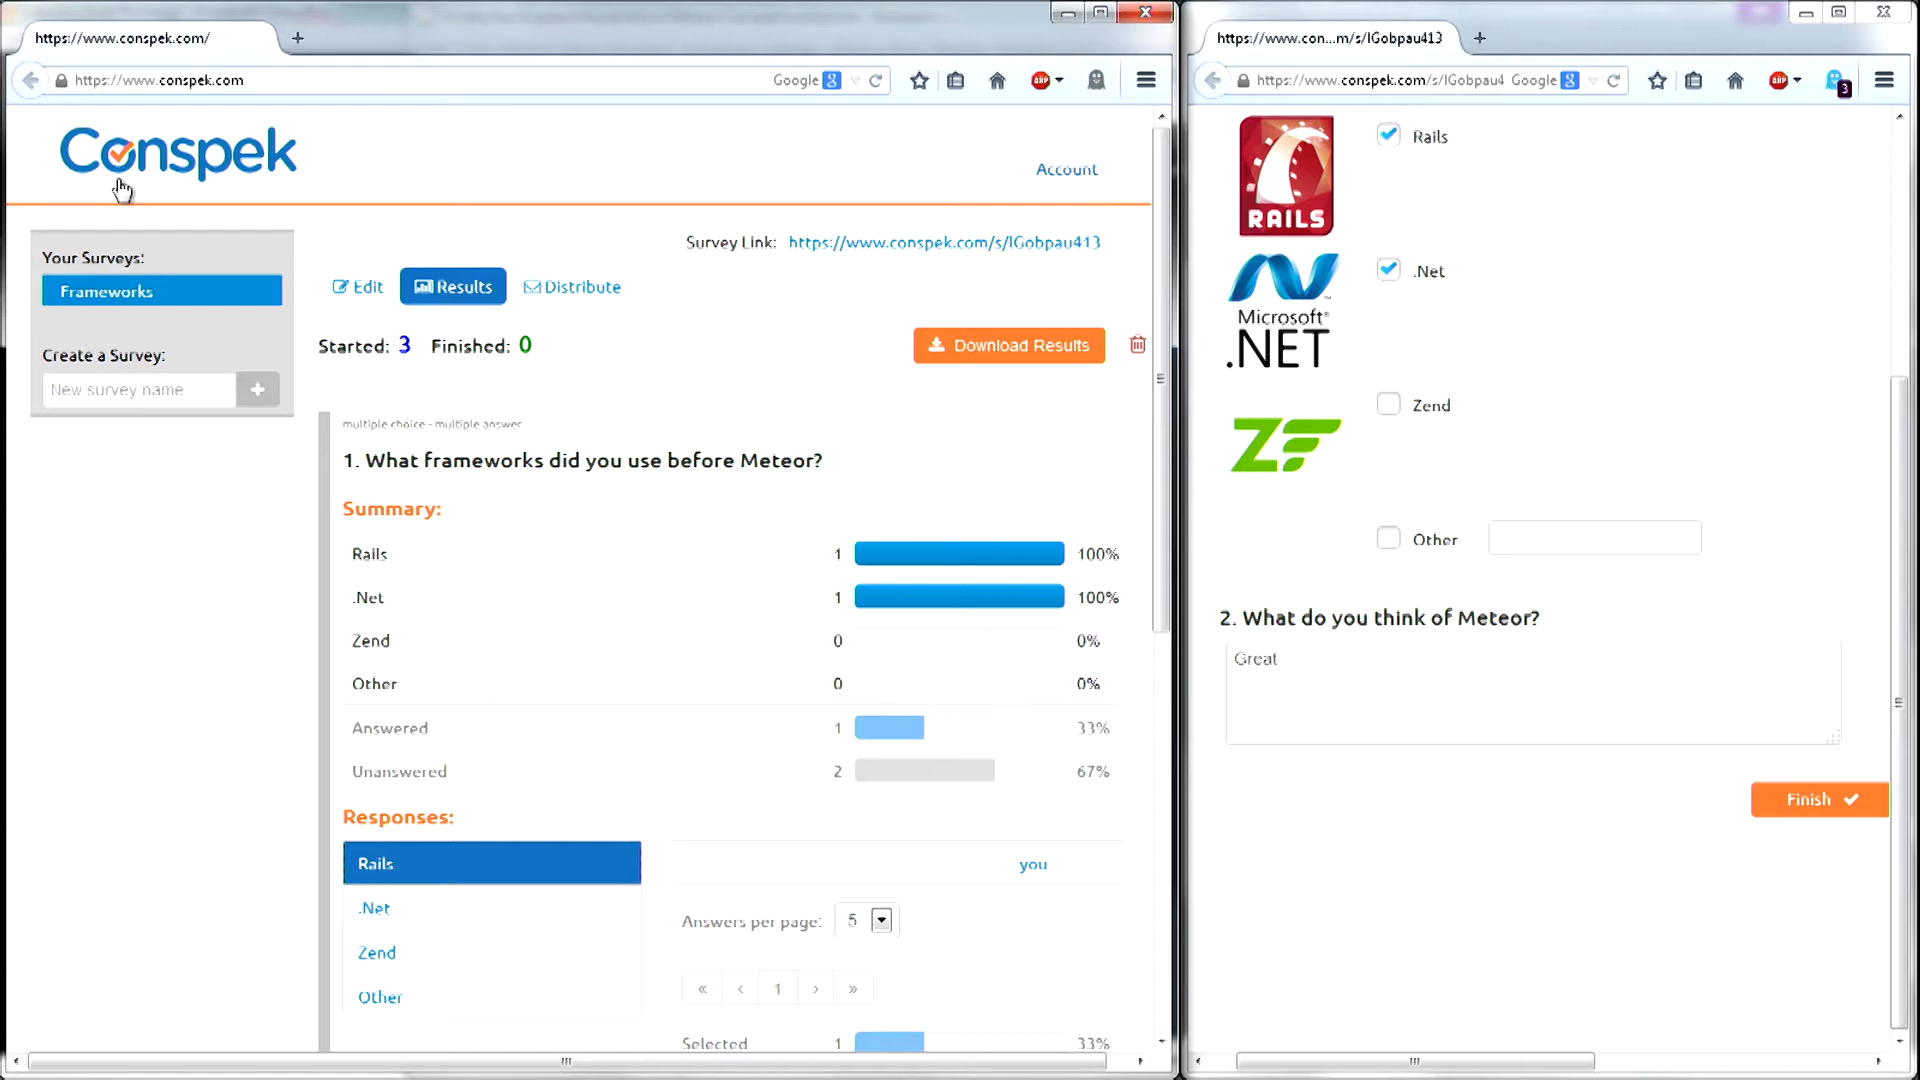 https://www.conspek.com/
https://www.conspek.com
Google
Conspek
Account
Your Surveys:
Frameworks
Create a Survey:
New survey name
Survey Link: https://www.conspek.com/s/lGobpau413
Edit
Results
Distribute
Started: 3 Finished: 0
Download Results
multiple choice - multiple answer
1. What frameworks did you use before Meteor?
Summary:
Rails 1 100%
.Net 1 100%
Zend 0 0%
Other 0 0%
Answered 1 33%
Unanswered 2 67%
Responses:
Rails
you
.Net
Answers per page: 5
Zend
« ‹ 1 › »
Other
Selected 1 33%
https://www.con...m/s/lGobpau413
https://www.conspek.com/s/lGobpau4 Google
3
RAILS
Rails
Microsoft®
.NET
.Net
Zend
Other
2. What do you think of Meteor?
Great
Finish